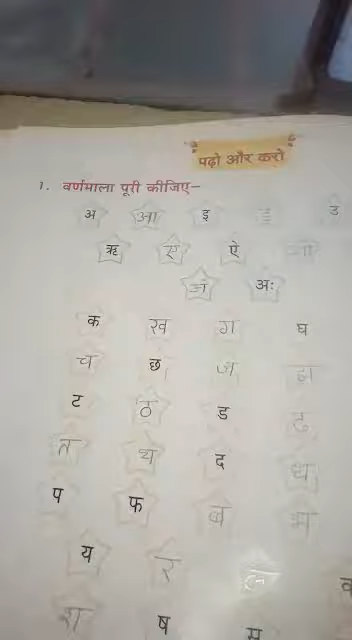 पढ़ो और करो
1. वर्णमाला पूरी कीजिए–
अ आ इ ई उ
ऋ ए ऐ ओ
अं अः
क ख ग घ
च छ ज झ
ट ठ ड ढ
त थ द ध
प फ ब भ
य र ल व
श ष स